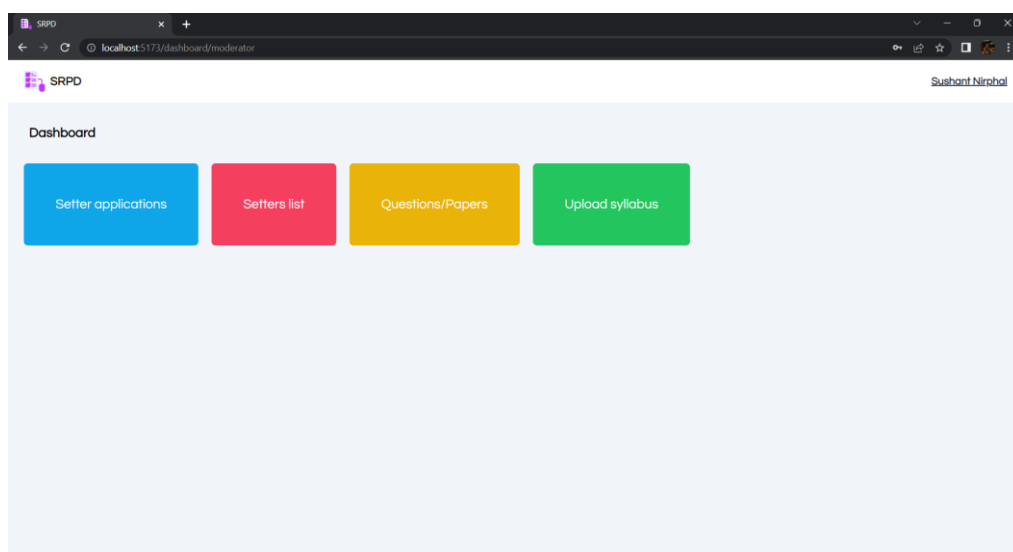 SRPD
localhost:5173/dashboard/moderator
SRPD
Sushant Nirphal
Dashboard
Setter applications
Setters list
Questions/Papers
Upload syllabus